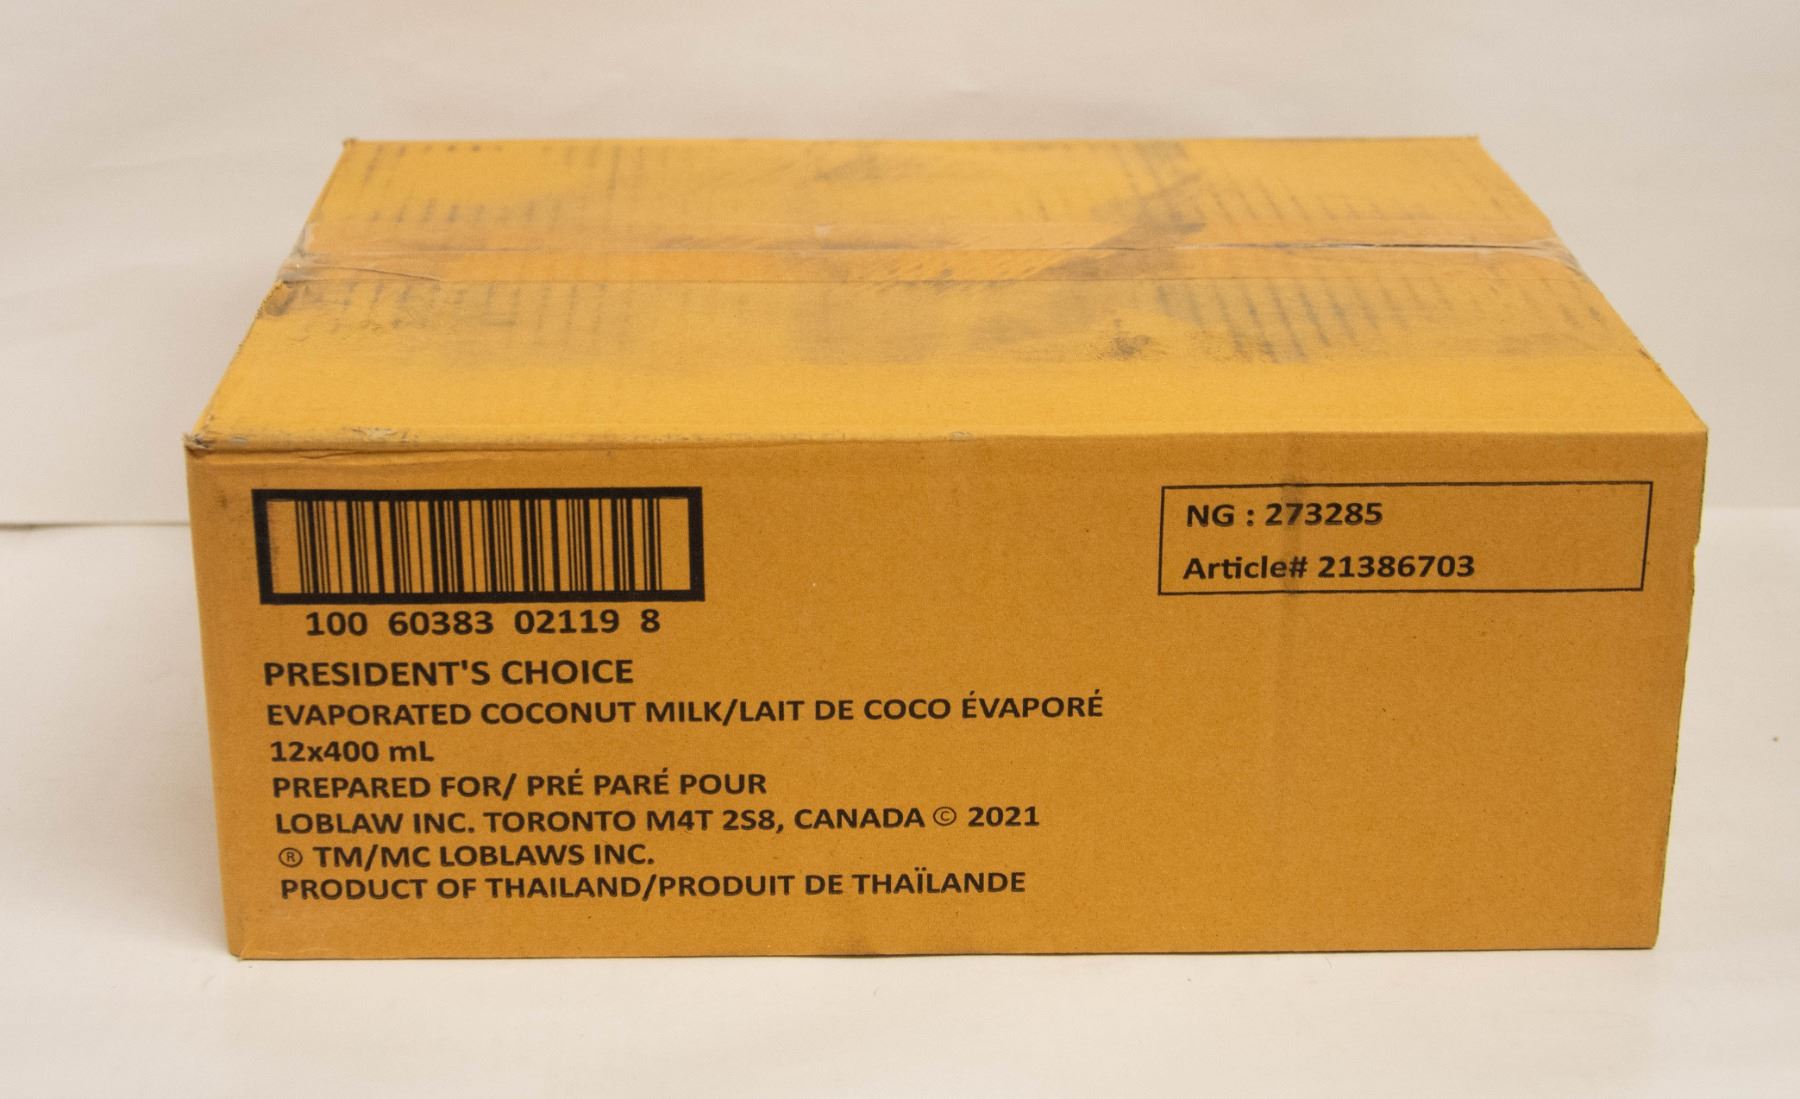 100 60383 02119 8
PRESIDENT'S CHOICE
EVAPORATED COCONUT MILK/LAIT DE COCO ÉVAPORÉ
12x400 mL
PREPARED FOR/ PRÉ PARÉ POUR
LOBLAW INC. TORONTO M4T 2S8, CANADA © 2021
® TM/MC LOBLAWS INC.
PRODUCT OF THAILAND/PRODUIT DE THAÏLANDE
NG : 273285
Article# 21386703